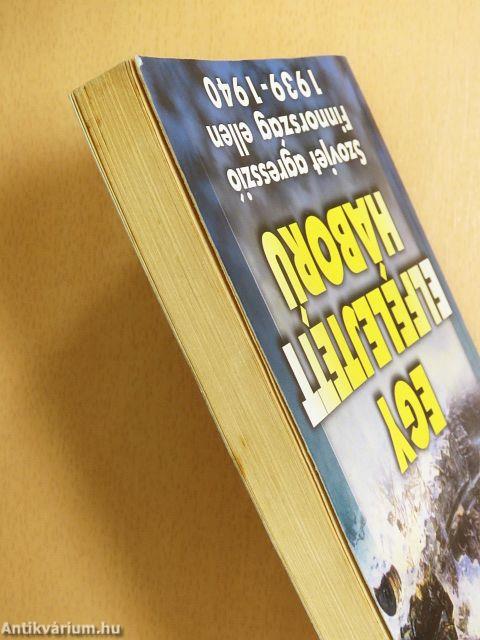 EGY
ELFELEJTETT
HÁBORÚ
Szovjet agresszió
Finnország ellen
1939-1940
Antikvárium.hu